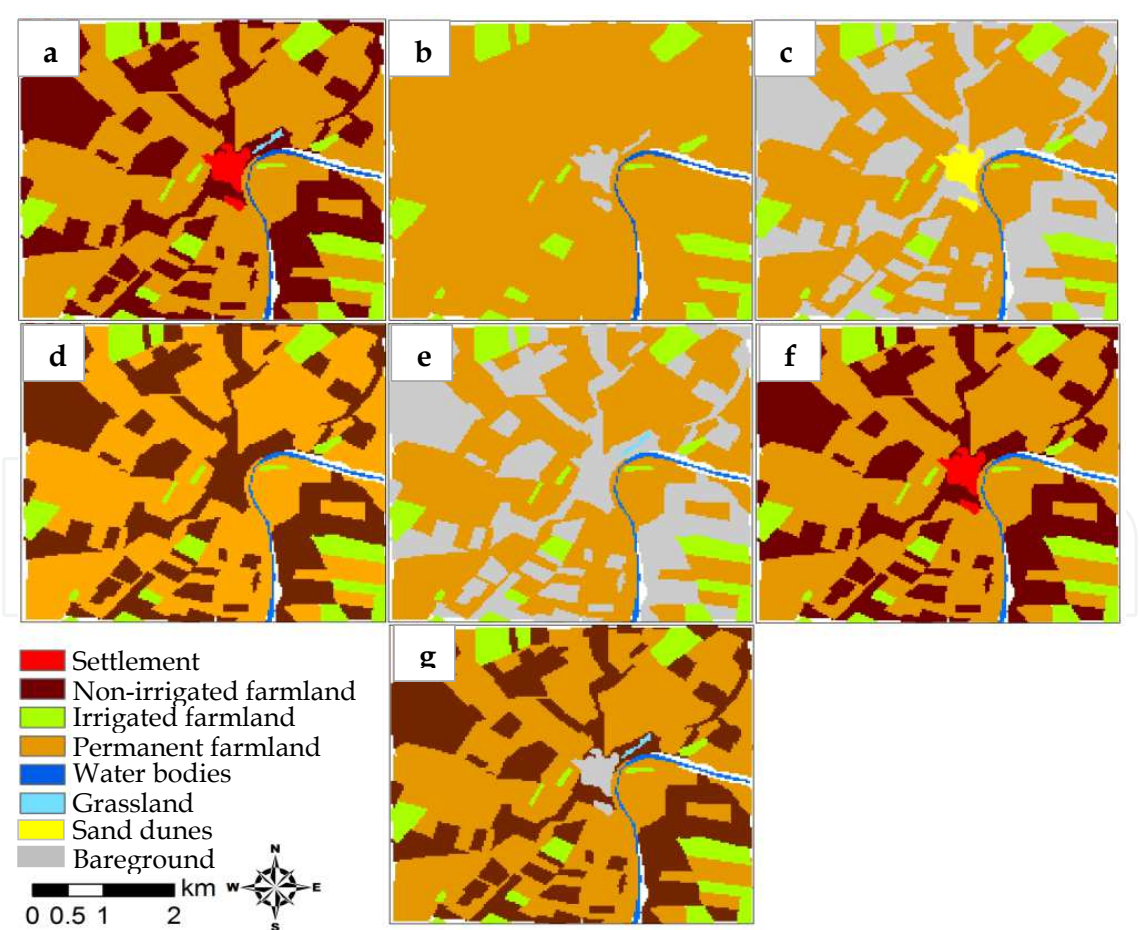 a
b
c
d
e
f
g
Settlement
Non-irrigated farmland
Irrigated farmland
Permanent farmland
Water bodies
Grassland
Sand dunes
Bareground
km
0 0.5 1 2
N
W E
S